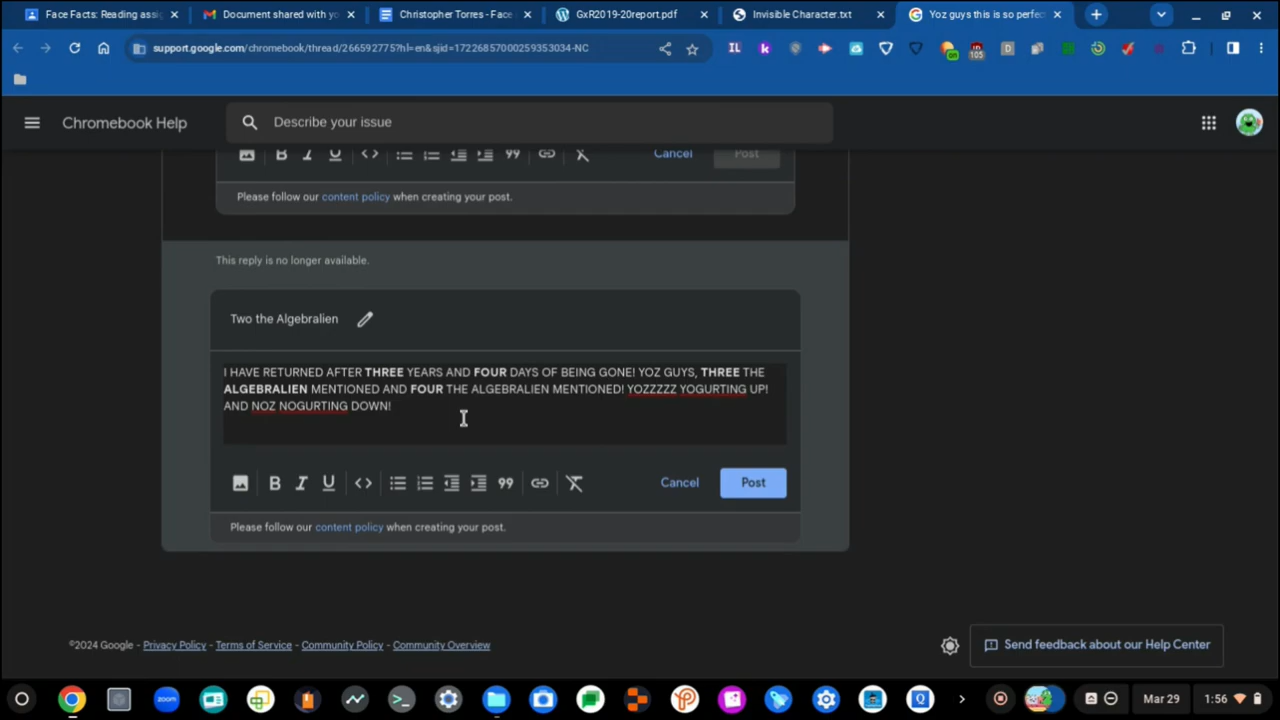 Face Facts: Reading assig
Document shared with yo
Christopher Torres - Face
GxR2019-20report.pdf
Invisible Character.txt
Yoz guys this is so perfec
support.google.com/chromebook/thread/266592775?hl=en&sjid=17226857000259353034-NC
Chromebook Help
Describe your issue
Cancel
Post
Please follow our content policy when creating your post.
This reply is no longer available.
Two the Algebralien
I HAVE RETURNED AFTER THREE YEARS AND FOUR DAYS OF BEING GONE! YOZ GUYS, THREE THE
ALGEBRALIEN MENTIONED AND FOUR THE ALGEBRALIEN MENTIONED! YOZZZZZ YOGURTING UP!
AND NOZ NOGURTING DOWN!
Cancel
Post
Please follow our content policy when creating your post.
©2024 Google - Privacy Policy - Terms of Service - Community Policy - Community Overview
Send feedback about our Help Center
zoom
Mar 29
1:56